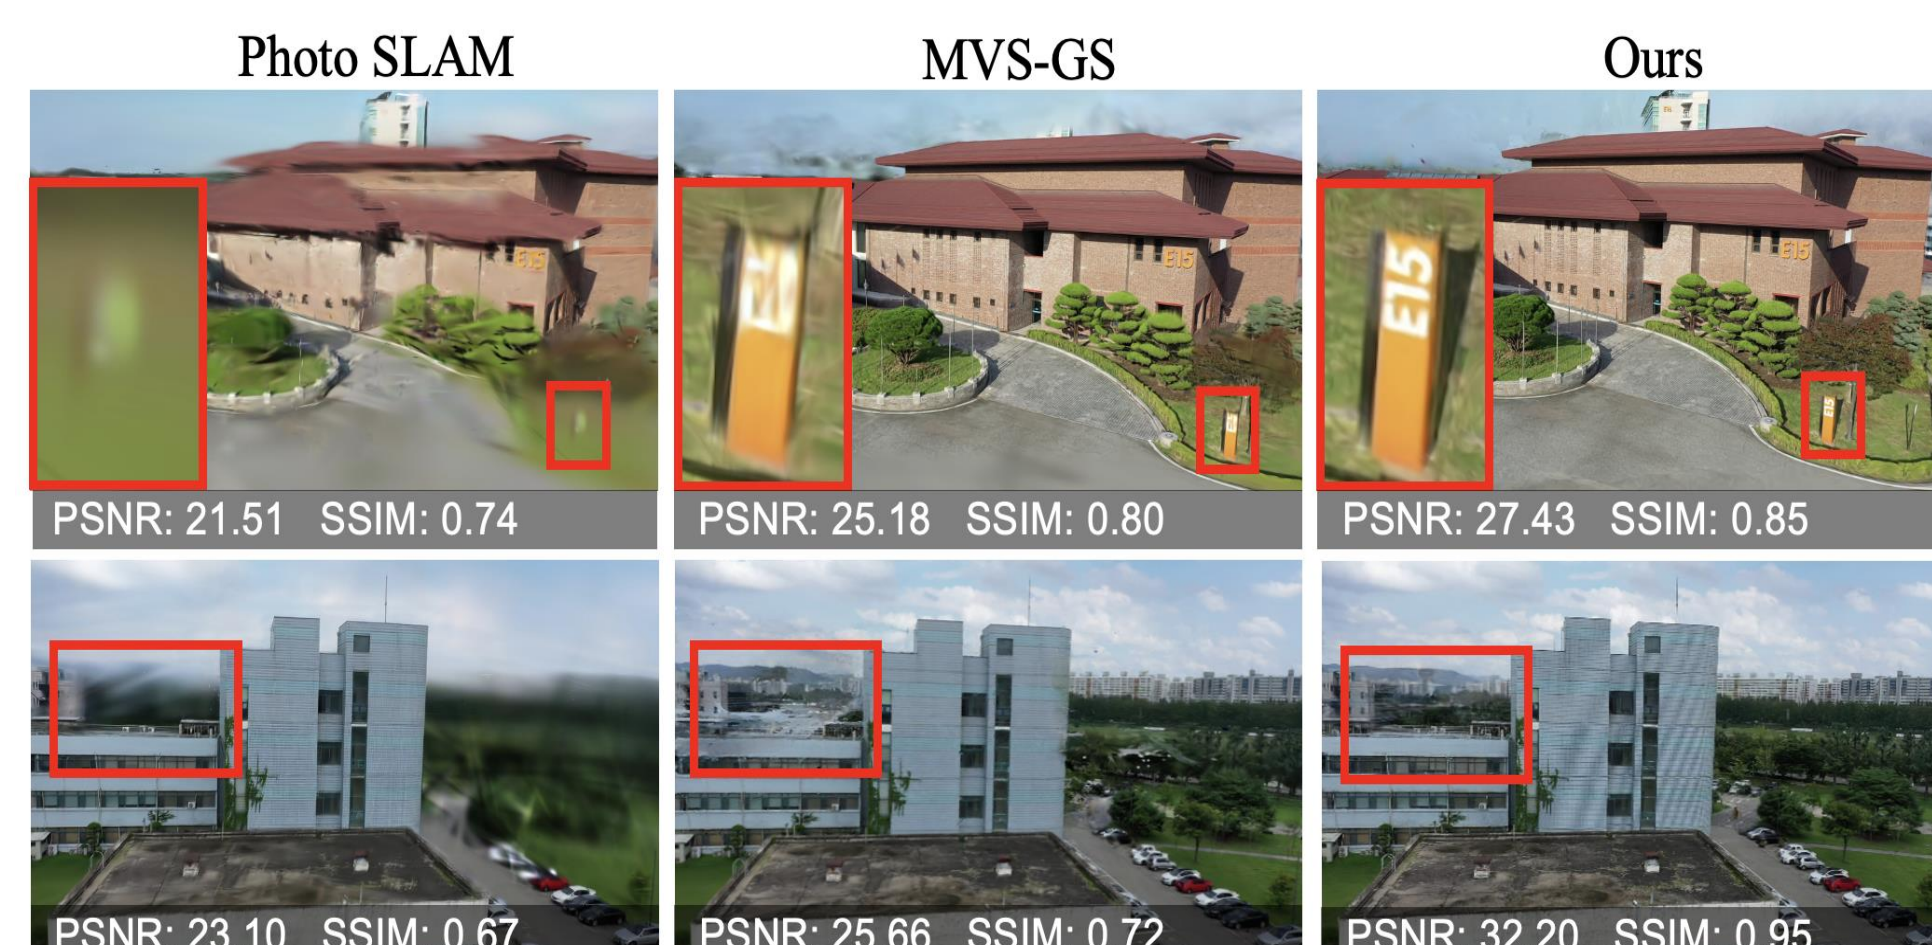 Photo SLAM
MVS-GS
Ours
E15
E15
E15
E15
E15
PSNR: 21.51 SSIM: 0.74
PSNR: 25.18 SSIM: 0.80
PSNR: 27.43 SSIM: 0.85
PSNR: 23.10 SSIM: 0.67
PSNR: 25.66 SSIM: 0.72
PSNR: 32.20 SSIM: 0.95